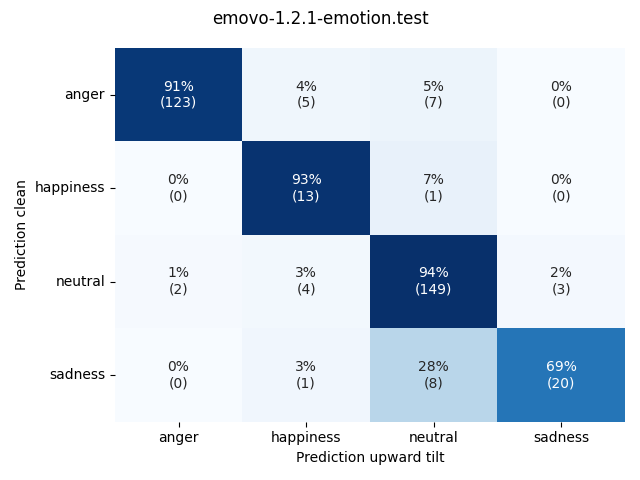 emovo-1.2.1-emotion.test
Prediction clean
anger
91% 4% 5% 0%
(123) (5) (7) (0)
happiness
0% 93% 7% 0%
(0) (13) (1) (0)
neutral
1% 3% 94% 2%
(2) (4) (149) (3)
sadness
0% 3% 28% 69%
(0) (1) (8) (20)
anger happiness neutral sadness
Prediction upward tilt